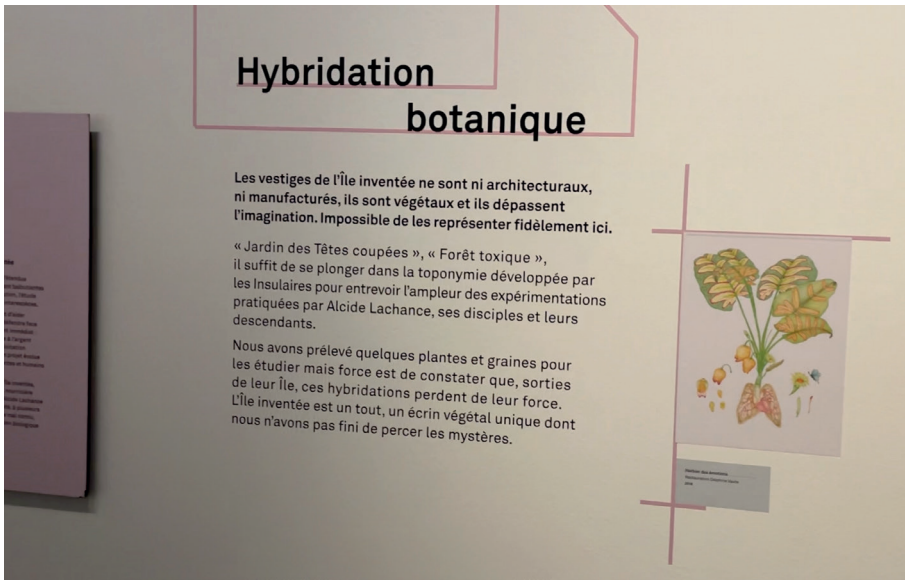 Hybridation
botanique
Les vestiges de l'Île inventée ne sont ni architecturaux,
ni manufacturés, ils sont végétaux et ils dépassent
l'imagination. Impossible de les représenter fidèlement ici.
« Jardin des Têtes coupées », « Forêt toxique »,
il suffit de se plonger dans la toponymie développée par
les Insulaires pour entrevoir l'ampleur des expérimentations
pratiquées par Alcide Lachance, ses disciples et leurs
descendants.
Nous avons prélevé quelques plantes et graines pour
les étudier mais force est de constater que, sorties
de leur Île, ces hybridations perdent de leur force.
L'Île inventée est un tout, un écrin végétal unique dont
nous n'avons pas fini de percer les mystères.